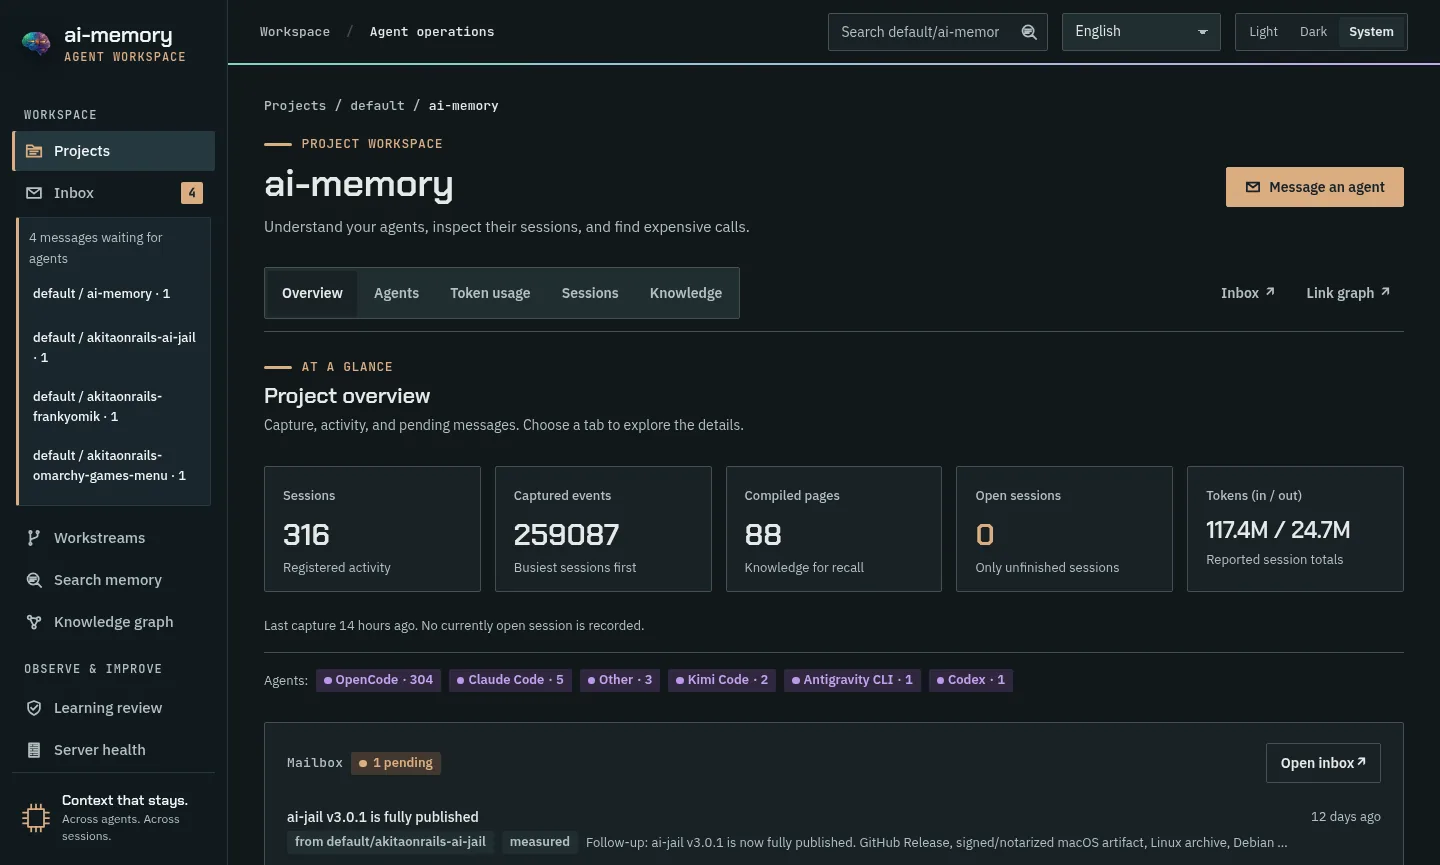 ai-memory
AGENT WORKSPACE
Workspace / Agent operations
Search default/ai-memor
English
Light Dark System
WORKSPACE
Projects
Inbox 4
4 messages waiting for
agents
default / ai-memory · 1
default / akitaonrails-ai-jail
· 1
default / akitaonrails-
frankyomik · 1
default / akitaonrails-
omarchy-games-menu · 1
Workstreams
Search memory
Knowledge graph
OBSERVE & IMPROVE
Learning review
Server health
Context that stays.
Across agents. Across
sessions.
Projects / default / ai-memory
PROJECT WORKSPACE
ai-memory
Message an agent
Understand your agents, inspect their sessions, and find expensive calls.
Overview Agents Token usage Sessions Knowledge
Inbox ↗ Link graph ↗
AT A GLANCE
Project overview
Capture, activity, and pending messages. Choose a tab to explore the details.
Sessions
316
Registered activity
Captured events
259087
Busiest sessions first
Compiled pages
88
Knowledge for recall
Open sessions
0
Only unfinished sessions
Tokens (in / out)
117.4M / 24.7M
Reported session totals
Last capture 14 hours ago. No currently open session is recorded.
Agents: OpenCode · 304 Claude Code · 5 Other · 3 Kimi Code · 2 Antigravity CLI · 1 Codex · 1
Mailbox 1 pending
Open inbox ↗
ai-jail v3.0.1 is fully published
12 days ago
from default/akitaonrails-ai-jail measured Follow-up: ai-jail v3.0.1 is now fully published. GitHub Release, signed/notarized macOS artifact, Linux archive, Debian ...